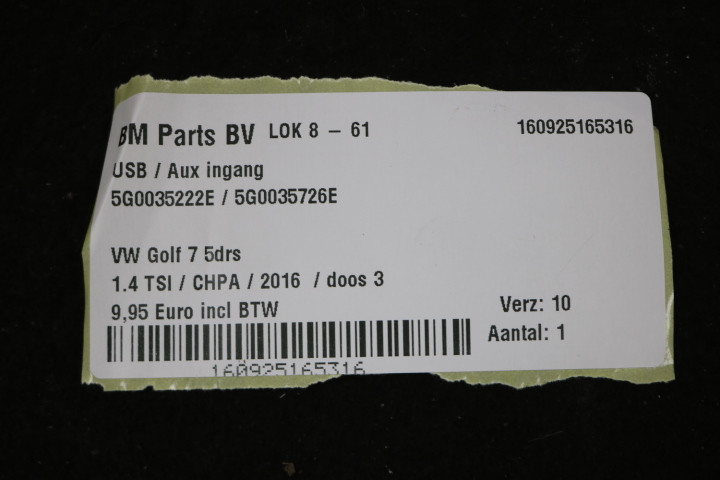 BM Parts BV LOK 8 - 61 160925165316
USB / Aux ingang
5G0035222E / 5G0035726E
VW Golf 7 5drs
1.4 TSI / CHPA / 2016 / doos 3
9,95 Euro incl BTW
Verz: 10
Aantal: 1
160925165316